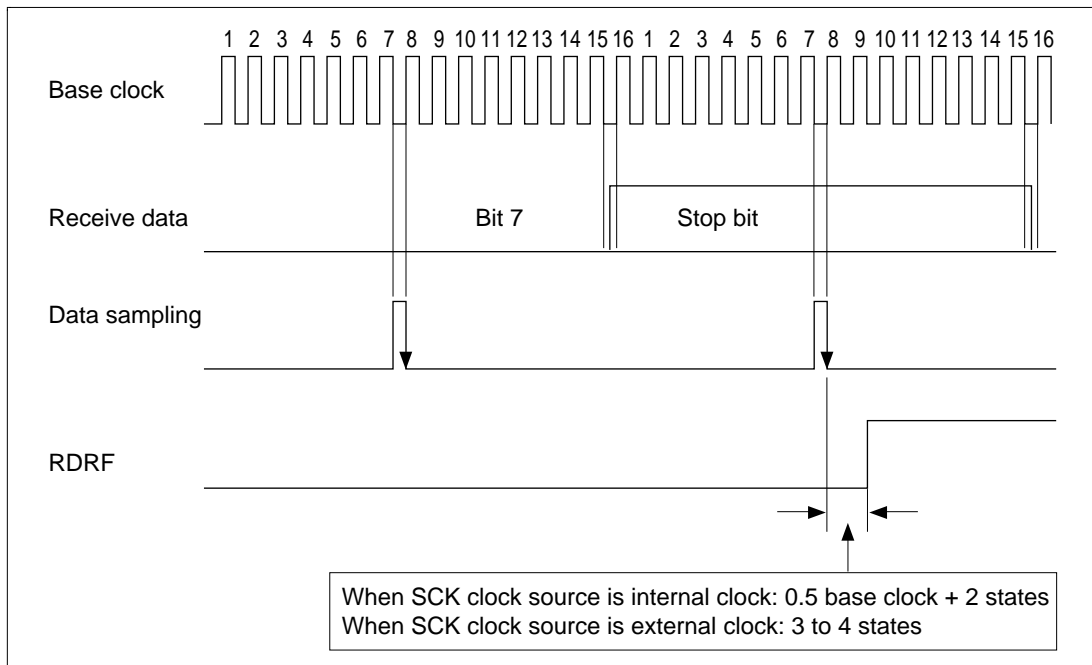 1 2 3 4 5 6 7 8 9 10 11 12 13 14 15 16 1 2 3 4 5 6 7 8 9 10 11 12 13 14 15 16
Base clock
Receive data
Bit 7
Stop bit
Data sampling
RDRF
When SCK clock source is internal clock: 0.5 base clock + 2 states
When SCK clock source is external clock: 3 to 4 states